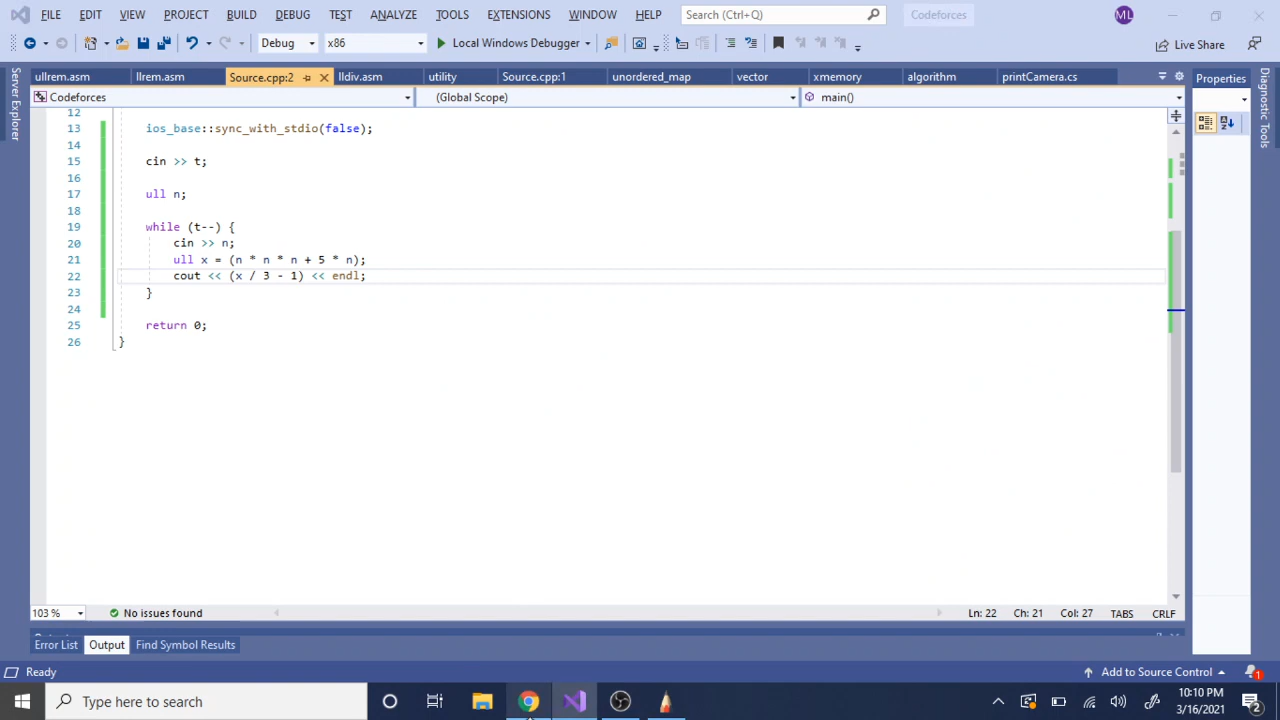 FILE EDIT VIEW PROJECT BUILD DEBUG TEST ANALYZE TOOLS EXTENSIONS WINDOW HELP Search (Ctrl+Q) Codeforces ML
Debug x86 Local Windows Debugger Live Share
ullrem.asm llrem.asm Source.cpp:2 lldiv.asm utility Source.cpp:1 unordered_map vector xmemory algorithm printCamera.cs Properties
Server Explorer
Diagnostic Tools
Codeforces (Global Scope) main()
12
13 ios_base::sync_with_stdio(false);
14
15 cin >> t;
16
17 ull n;
18
19 while (t--) {
20 cin >> n;
21 ull x = (n * n * n + 5 * n);
22 cout << (x / 3 - 1) << endl;
23 }
24
25 return 0;
26 }
103 % No issues found Ln: 22 Ch: 21 Col: 27 TABS CRLF
Error List Output Find Symbol Results
Ready Add to Source Control 1
Type here to search 10:10 PM
3/16/2021 2